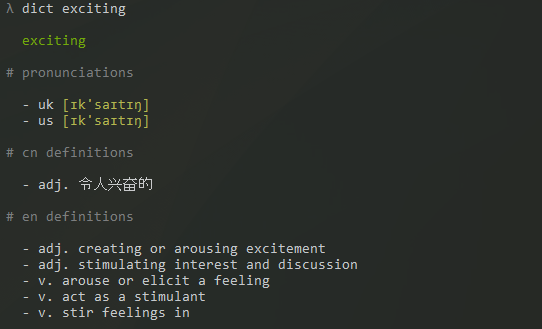 λ dict exciting
exciting
# pronunciations
- uk [ɪk'saɪtɪŋ]
- us [ɪk'saɪtɪŋ]
# cn definitions
- adj. 令人兴奋的
# en definitions
- adj. creating or arousing excitement
- adj. stimulating interest and discussion
- v. arouse or elicit a feeling
- v. act as a stimulant
- v. stir feelings in